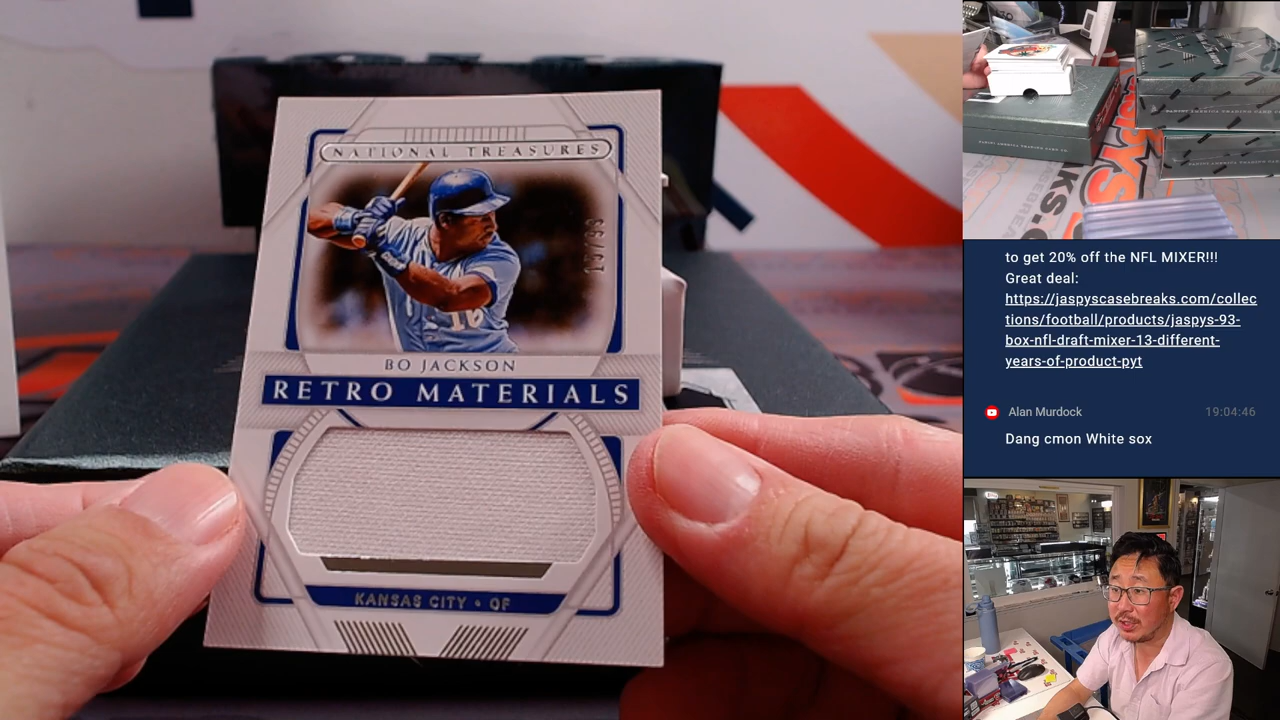 NATIONAL TREASURES
16
BO JACKSON
RETRO MATERIALS
KANSAS CITY • OF
to get 20% off the NFL MIXER!!!
Great deal:
https://jaspyscasebreaks.com/collec
tions/football/products/jaspys-93-
box-nfl-draft-mixer-13-different-
years-of-product-pyt
Alan Murdock 19:04:46
Dang cmon White sox